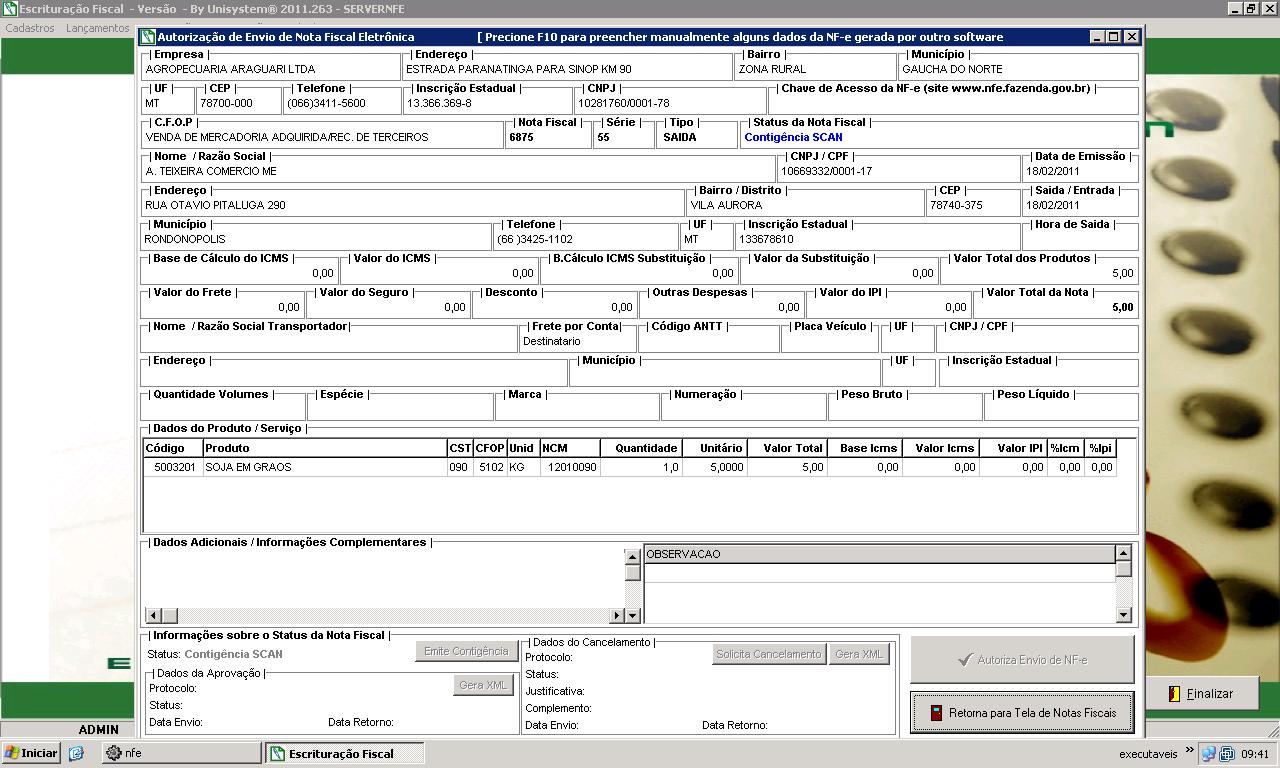 Escrituração Fiscal - Versão - By Unisystem® 2011.263 - SERVERNFE
Cadastros Lançamentos
Autorização de Envio de Nota Fiscal Eletrônica [ Precione F10 para preencher manualmente alguns dados da NF-e gerada por outro software
Empresa Endereço Bairro Município
AGROPECUARIA ARAGUARI LTDA ESTRADA PARANATINGA PARA SINOP KM 90 ZONA RURAL GAUCHA DO NORTE
UF CEP Telefone Inscrição Estadual CNPJ Chave de Acesso da NF-e (site www.nfe.fazenda.gov.br)
MT 78700-000 (066)3411-5600 13.366.369-8 10281760/0001-78
C.F.O.P Nota Fiscal Série Tipo Status da Nota Fiscal
VENDA DE MERCADORIA ADQUIRIDA/REC. DE TERCEIROS 6875 55 SAIDA Contigência SCAN
Nome / Razão Social CNPJ / CPF Data de Emissão
A. TEIXEIRA COMERCIO ME 10669332/0001-17 18/02/2011
Endereço Bairro / Distrito CEP Saida / Entrada
RUA OTAVIO PITALUGA 290 VILA AURORA 78740-375 18/02/2011
Município Telefone UF Inscrição Estadual Hora de Saida
RONDONOPOLIS (66 )3425-1102 MT 133678610
Base de Cálculo do ICMS Valor do ICMS B.Cálculo ICMS Substituição Valor da Substituição Valor Total dos Produtos
0,00 0,00 0,00 0,00 5,00
Valor do Frete Valor do Seguro Desconto Outras Despesas Valor do IPI Valor Total da Nota
0,00 0,00 0,00 0,00 0,00 5,00
Nome / Razão Social Transportador Frete por Conta Código ANTT Placa Veículo UF CNPJ / CPF
Destinatario
Endereço Município UF Inscrição Estadual
Quantidade Volumes Espécie Marca Numeração Peso Bruto Peso Líquido
Dados do Produto / Serviço
Código Produto CST CFOP Unid NCM Quantidade Unitário Valor Total Base Icms Valor Icms Valor IPI %Icm %Ipi
5003201 SOJA EM GRAOS 090 5102 KG 12010090 1,0 5,0000 5,00 0,00 0,00 0,00 0,00 0,00
Dados Adicionais / Informações Complementares
OBSERVACAO
Informações sobre o Status da Nota Fiscal
Status: Contigência SCAN Emite Contigência
Dados da Aprovação
Protocolo: Gera XML
Status:
Data Envio: Data Retorno:
Dados do Cancelamento
Protocolo: Solicita Cancelamento Gera XML
Status:
Justificativa:
Complemento:
Data Envio: Data Retorno:
Autoriza Envio de NF-e
Retorna para Tela de Notas Fiscais
Finalizar
ADMIN
Iniciar nfe Escrituração Fiscal executaveis » 09:41